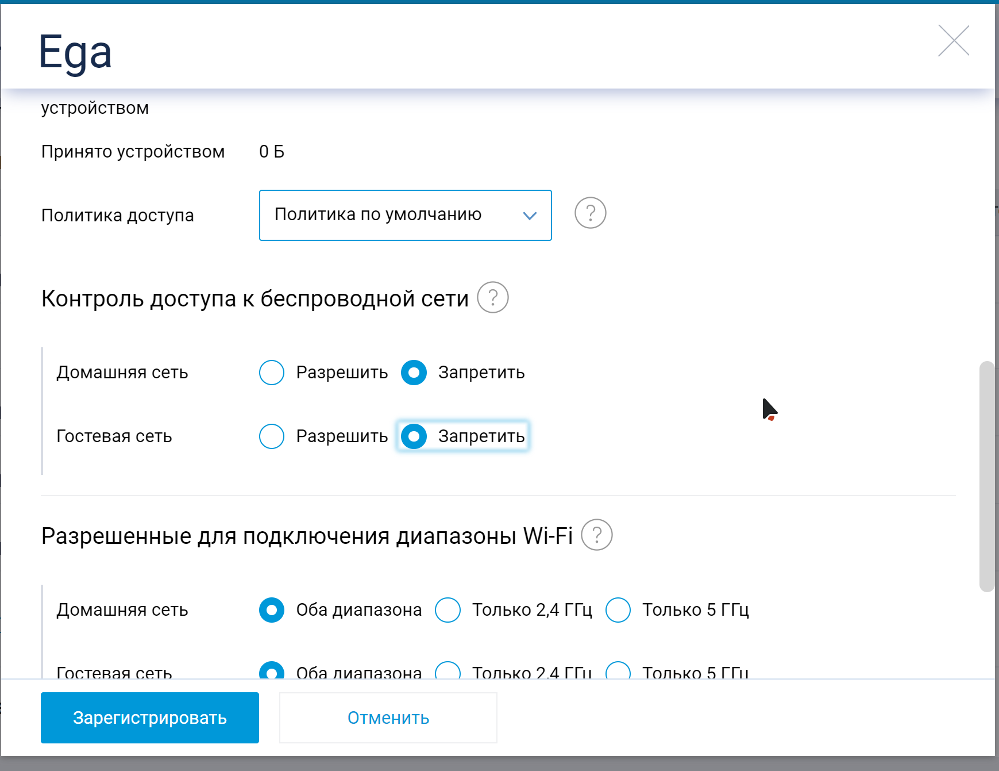 Ega
устройством
Принято устройством 0 Б
Политика доступа Политика по умолчанию ?
Контроль доступа к беспроводной сети ?
Домашняя сеть Разрешить Запретить
Гостевая сеть Разрешить Запретить
Разрешенные для подключения диапазоны Wi-Fi ?
Домашняя сеть Оба диапазона Только 2,4 ГГц Только 5 ГГц
Гостевая сеть Оба диапазона Только 2,4 ГГц Только 5 ГГц
Зарегистрировать Отменить